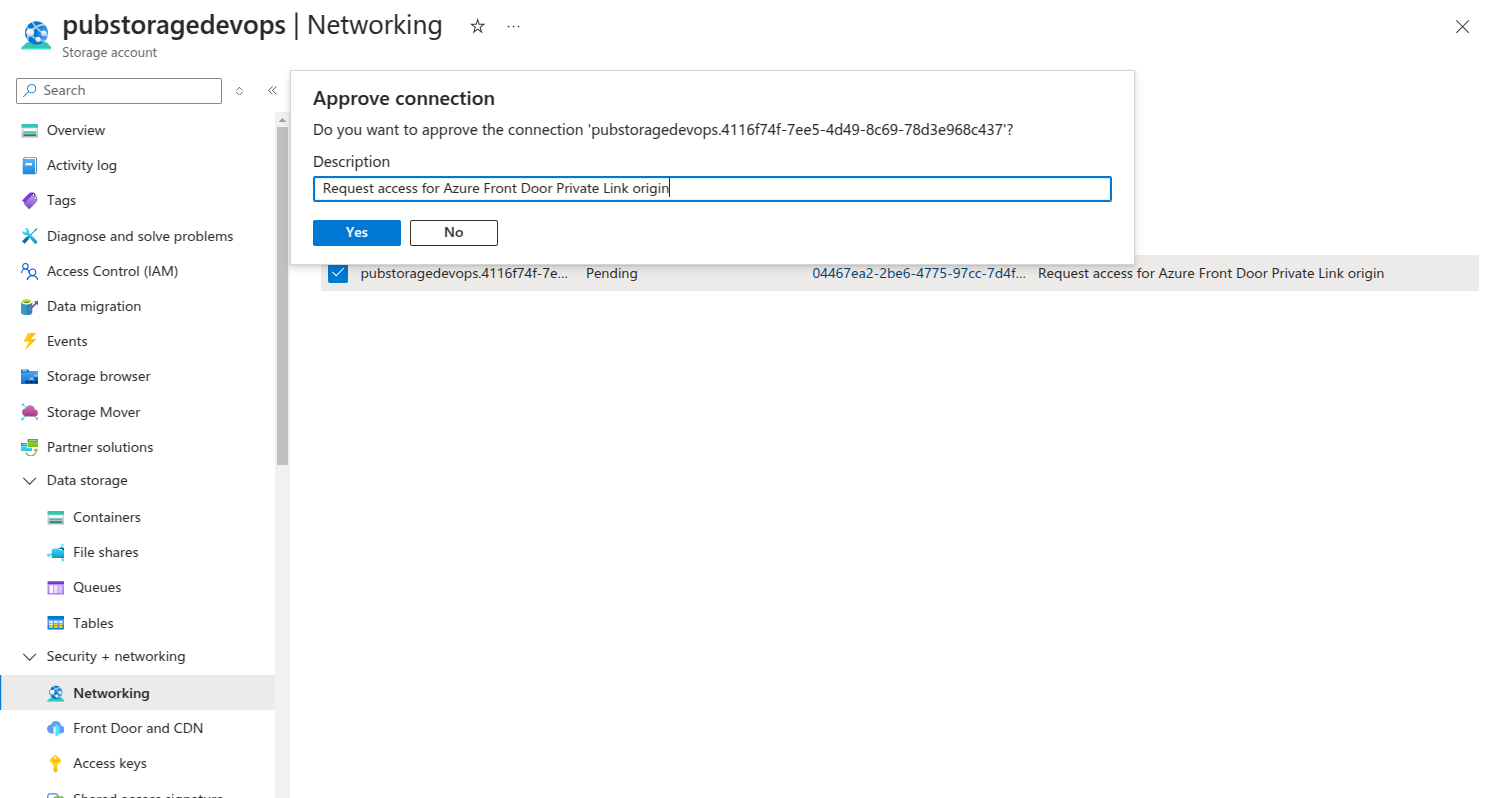 pubstoragedevops | Networking
Storage account
Search
Overview
Activity log
Tags
Diagnose and solve problems
Access Control (IAM)
Data migration
Events
Storage browser
Storage Mover
Partner solutions
Data storage
Containers
File shares
Queues
Tables
Security + networking
Networking
Front Door and CDN
Access keys
Shared access signature
Approve connection
Do you want to approve the connection 'pubstoragedevops.4116f74f-7ee5-4d49-8c69-78d3e968c437'?
Description
Request access for Azure Front Door Private Link origin
Yes No
pubstoragedevops.4116f74f-7e... Pending 04467ea2-2be6-4775-97cc-7d4f... Request access for Azure Front Door Private Link origin